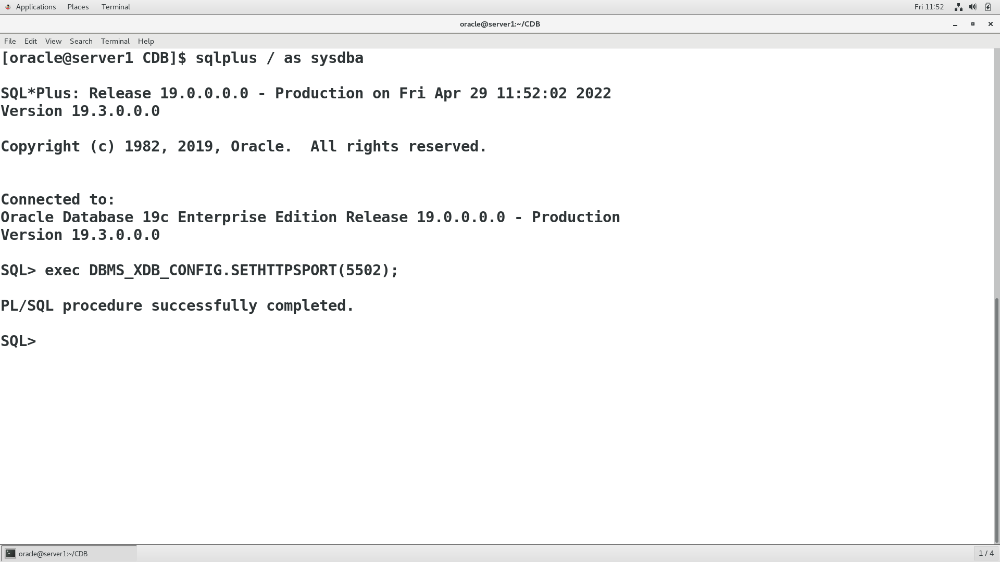 Applications Places Terminal Fri 11:52
oracle@server1:~/CDB
File Edit View Search Terminal Help
[oracle@server1 CDB]$ sqlplus / as sysdba
SQL*Plus: Release 19.0.0.0.0 - Production on Fri Apr 29 11:52:02 2022
Version 19.3.0.0.0
Copyright (c) 1982, 2019, Oracle.  All rights reserved.
Connected to:
Oracle Database 19c Enterprise Edition Release 19.0.0.0.0 - Production
Version 19.3.0.0.0
SQL> exec DBMS_XDB_CONFIG.SETHTTPSPORT(5502);
PL/SQL procedure successfully completed.
SQL>
oracle@server1:~/CDB 1 / 4